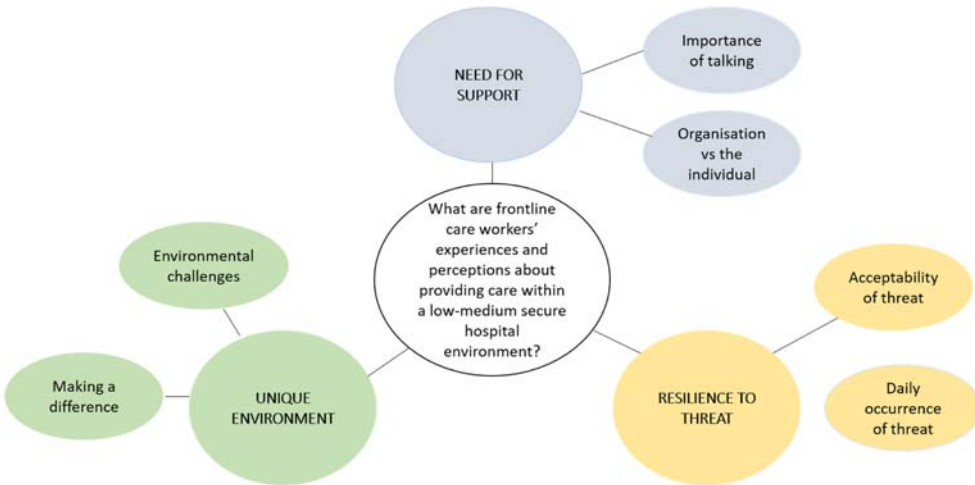 NEED FOR
SUPPORT
Importance
of talking
Organisation
vs the
individual
What are frontline
care workers’
experiences and
perceptions about
providing care within
a low-medium secure
hospital
environment?
Environmental
challenges
Making a
difference
UNIQUE
ENVIRONMENT
RESILIENCE TO
THREAT
Acceptability
of threat
Daily
occurrence
of threat